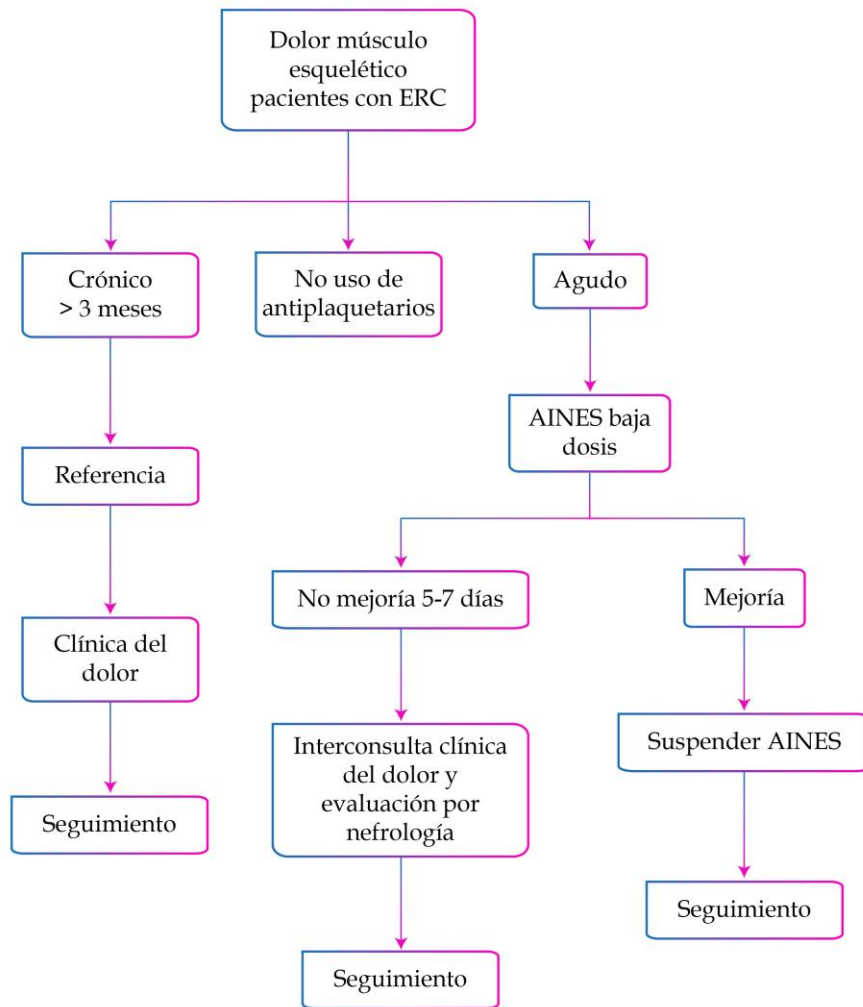 Dolor músculo
esquelético
pacientes con ERC
Crónico
> 3 meses
No uso de
antiplaquetarios
Agudo
AINES baja
dosis
Referencia
No mejoría 5-7 días
Mejoría
Clínica del
dolor
Interconsulta clínica
del dolor y
evaluación por
nefrología
Suspender AINES
Seguimiento
Seguimiento
Seguimiento